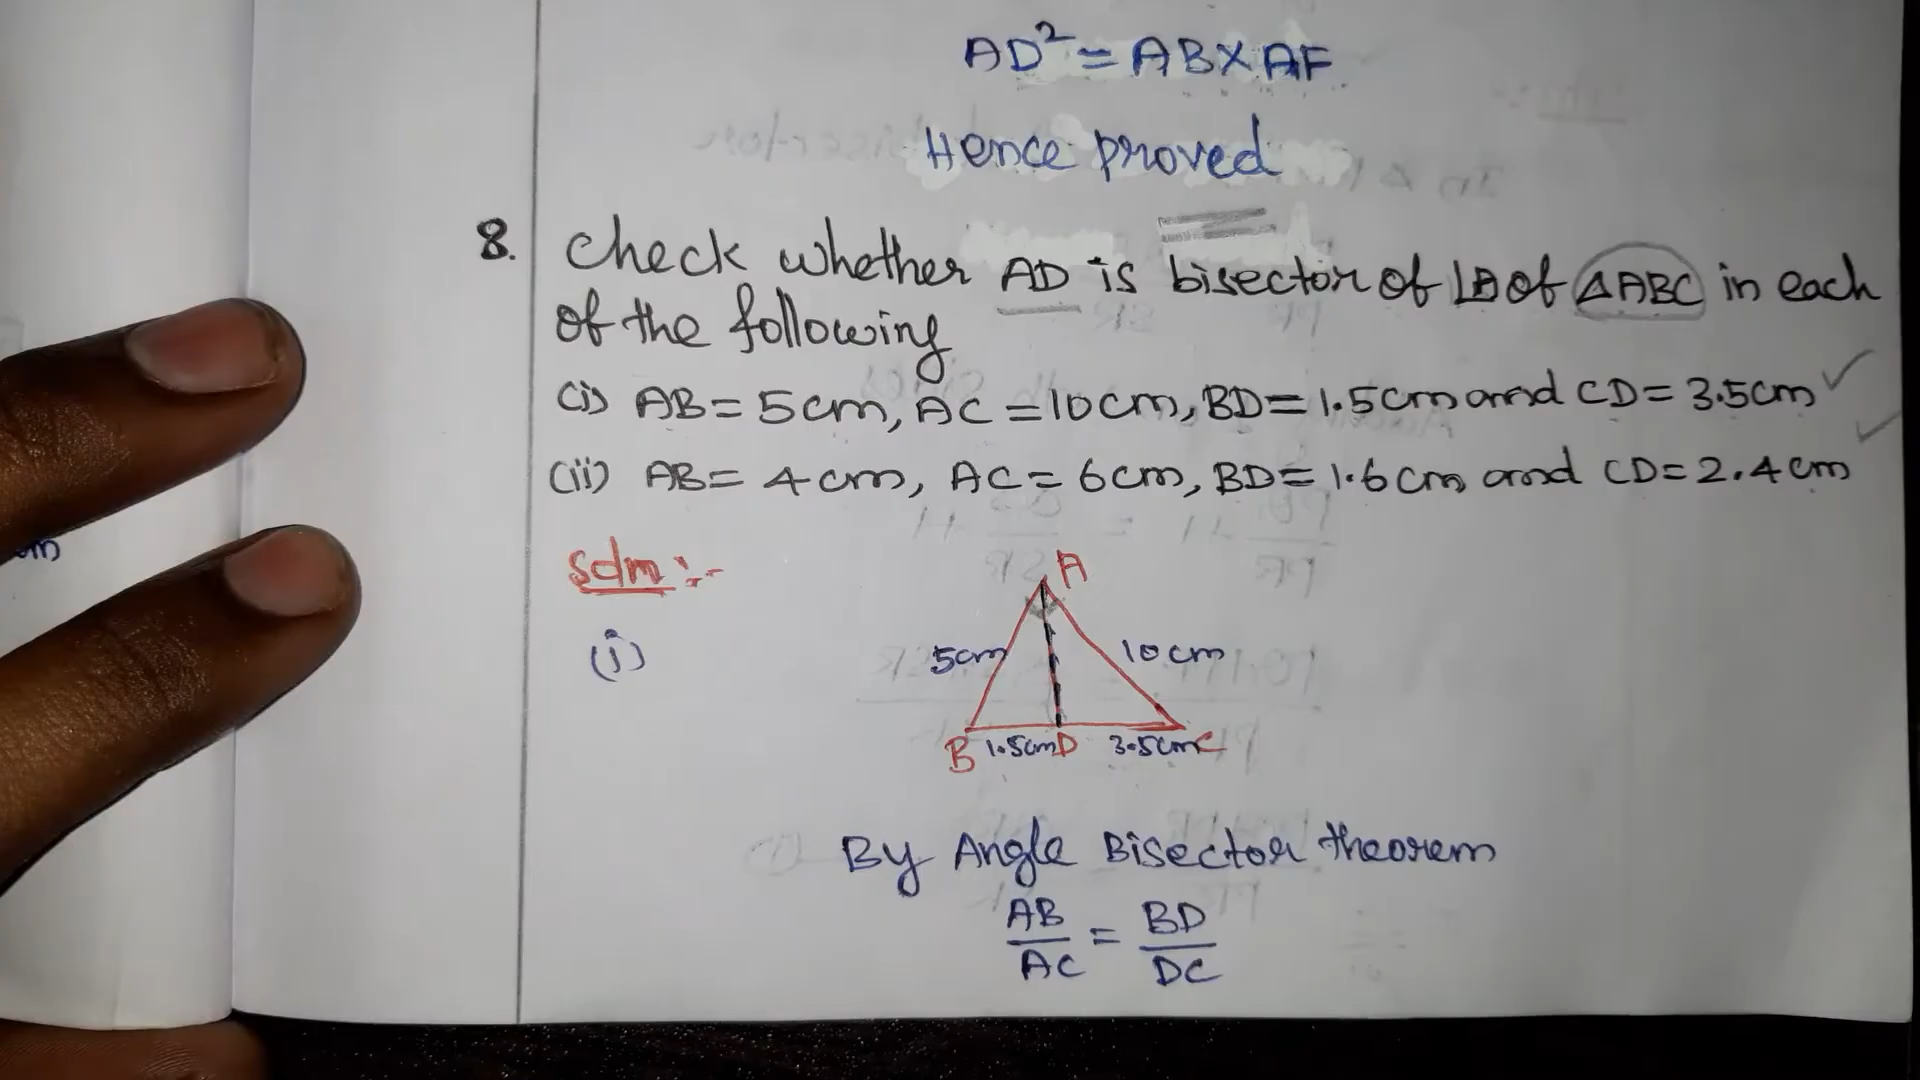 AD² = AB × AF
Hence proved
8. Check whether AD is bisector of ∠A of △ABC in each
of the following
(i) AB = 5cm, AC = 10cm, BD = 1.5cm and CD = 3.5cm
(ii) AB = 4cm, AC = 6cm, BD = 1.6cm and CD = 2.4cm
Soln :-
A
(i)
5cm 10cm
B 1.5cm D 3.5cm C
By Angle Bisector theorem
AB/AC = BD/DC